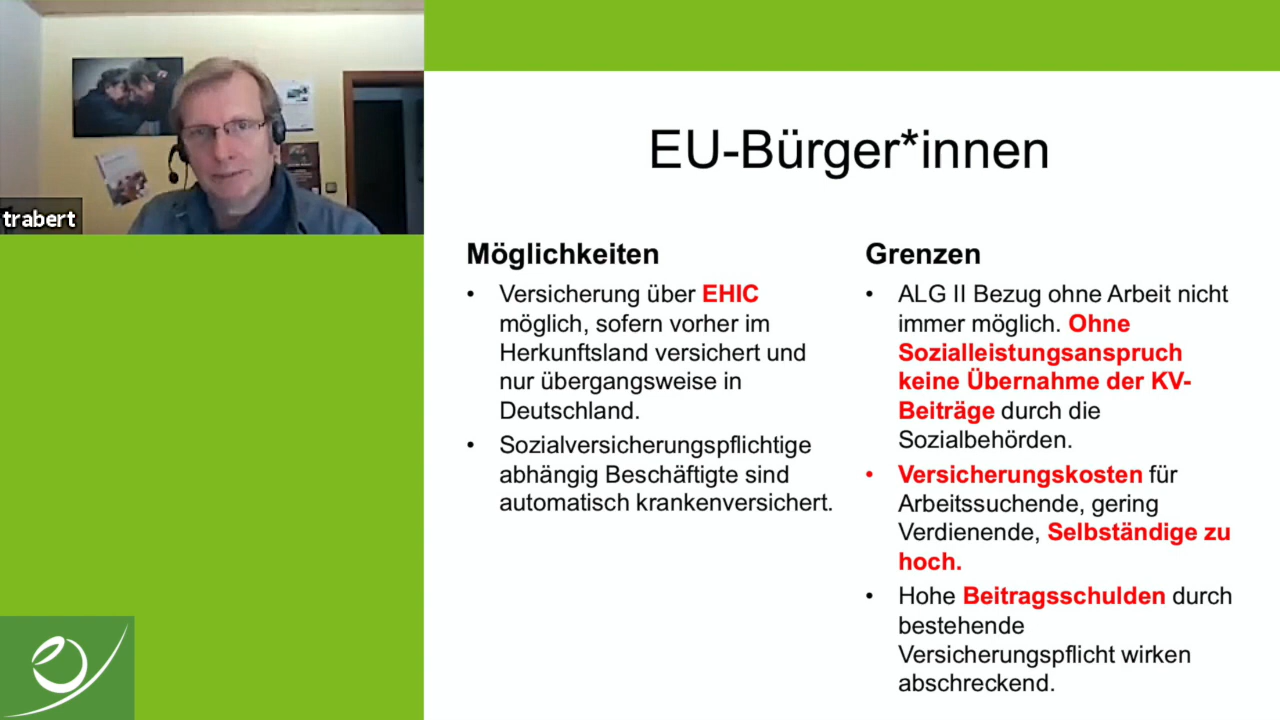 trabert
EU-Bürger*innen
Möglichkeiten
• Versicherung über EHIC
möglich, sofern vorher im
Herkunftsland versichert und
nur übergangsweise in
Deutschland.
• Sozialversicherungspflichtige
abhängig Beschäftigte sind
automatisch krankenversichert.
Grenzen
• ALG II Bezug ohne Arbeit nicht
immer möglich. Ohne
Sozialleistungsanspruch
keine Übernahme der KV-
Beiträge durch die
Sozialbehörden.
• Versicherungskosten für
Arbeitssuchende, gering
Verdienende, Selbständige zu
hoch.
• Hohe Beitragsschulden durch
bestehende
Versicherungspflicht wirken
abschreckend.